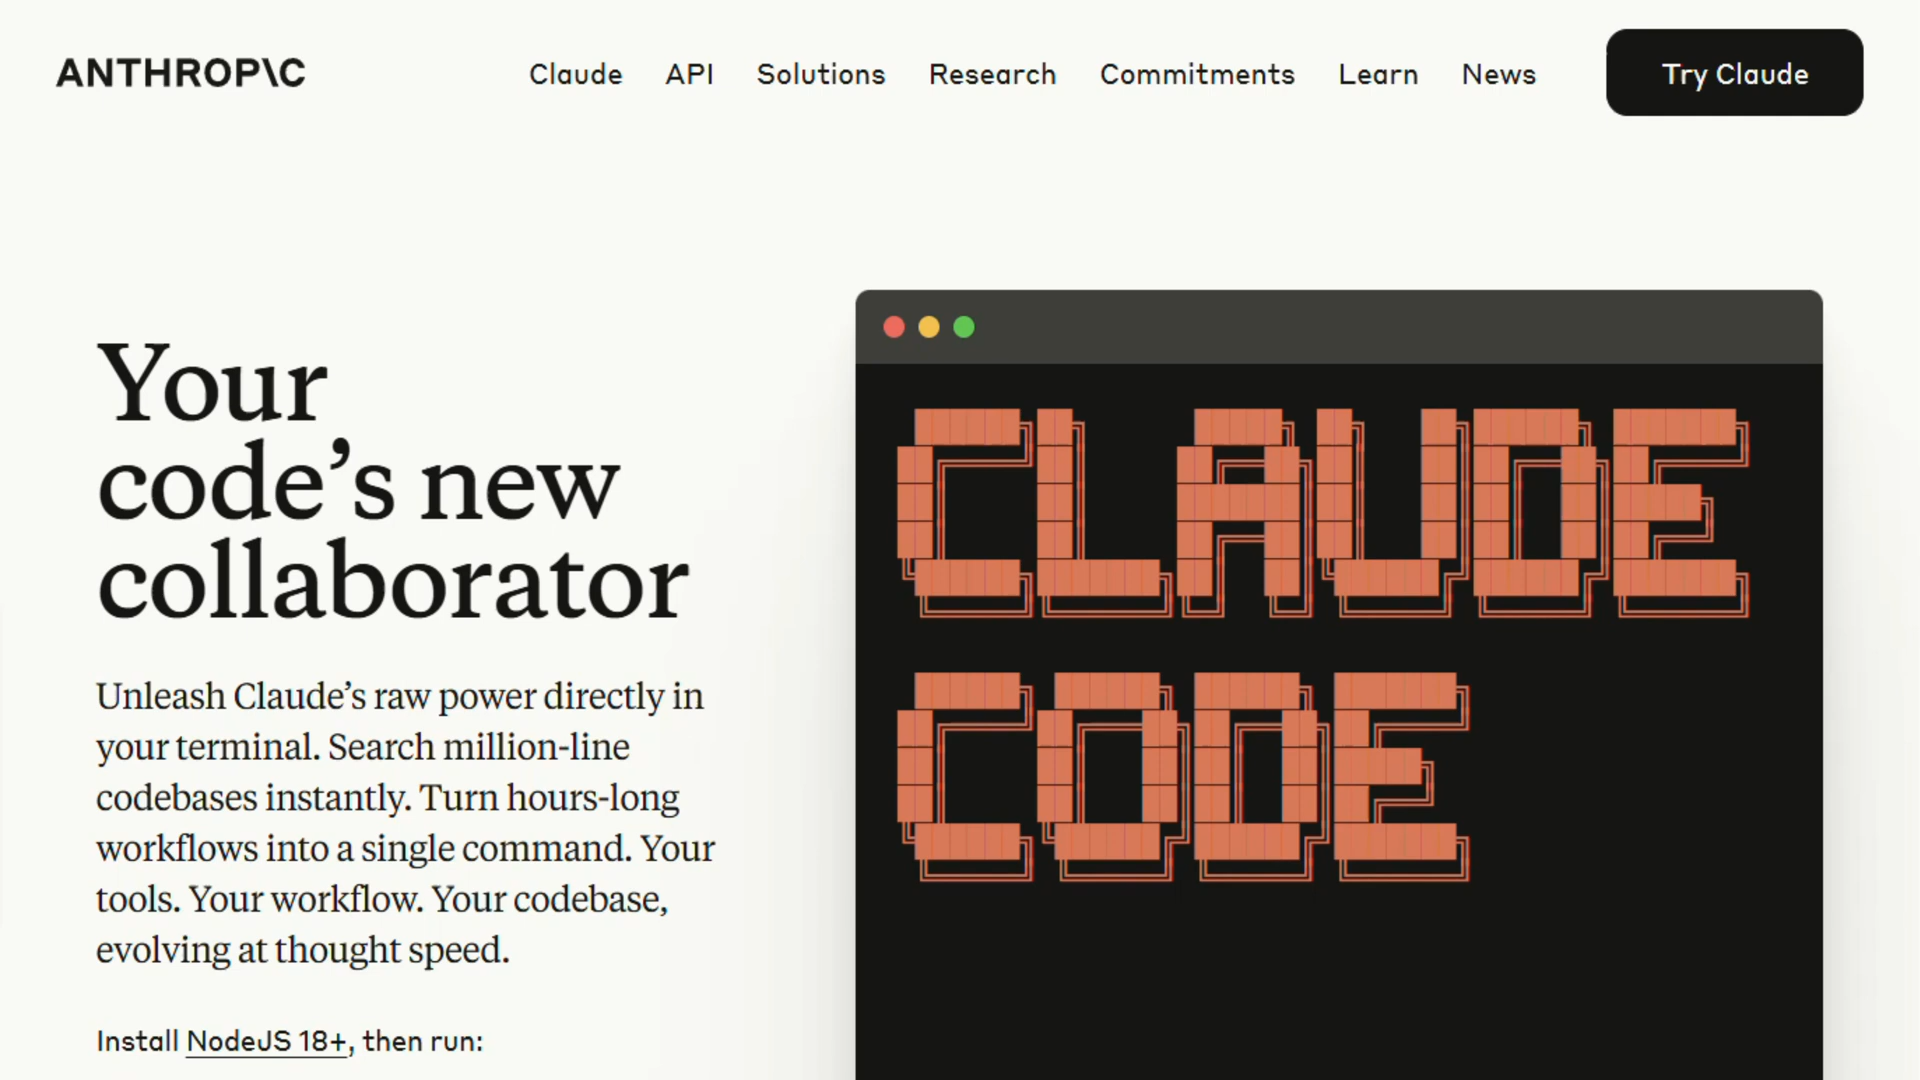 ANTHROP\C
Claude API Solutions Research Commitments Learn News Try Claude
Your
code’s new
collaborator
Unleash Claude’s raw power directly in
your terminal. Search million-line
codebases instantly. Turn hours-long
workflows into a single command. Your
tools. Your workflow. Your codebase,
evolving at thought speed.
Install NodeJS 18+, then run:
CLAUDE
CODE